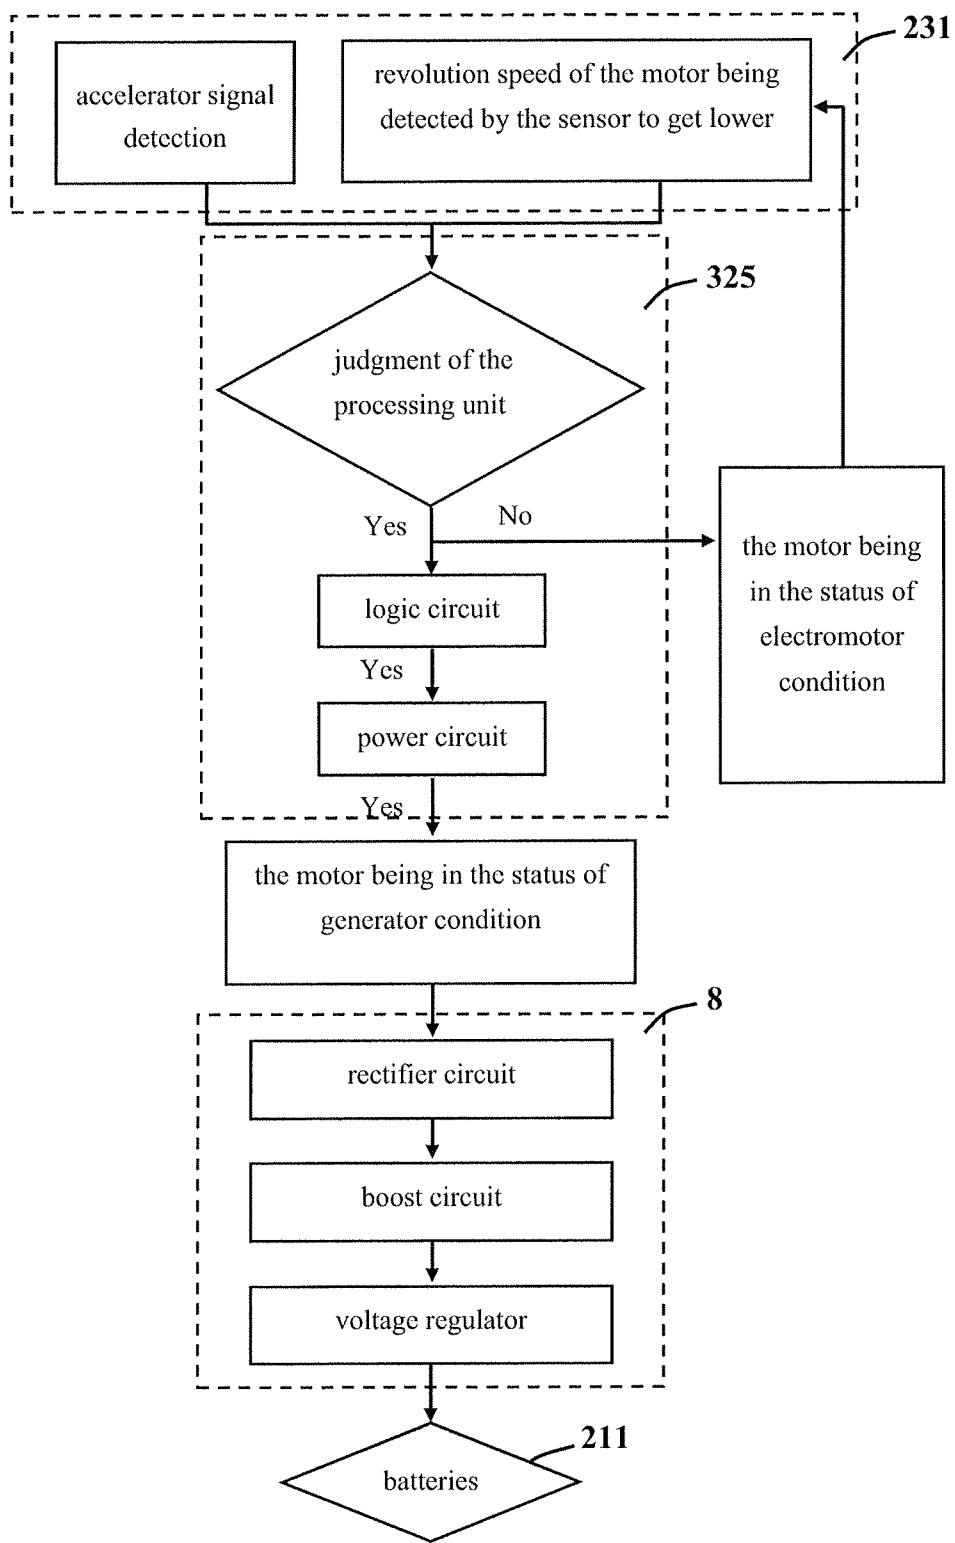 231
accelerator signal
detection
revolution speed of the motor being
detected by the sensor to get lower
325
judgment of the
processing unit
Yes
No
logic circuit
the motor being
in the status of
electromotor
condition
Yes
power circuit
Yes
the motor being in the status of
generator condition
8
rectifier circuit
boost circuit
voltage regulator
211
batteries